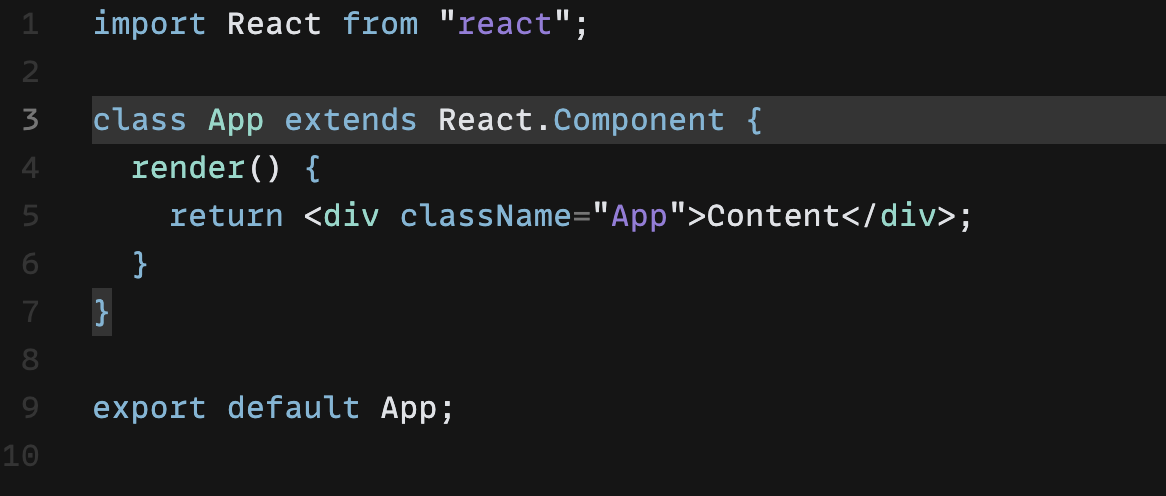 1 import React from "react";
2
3 class App extends React.Component {
4   render() {
5     return <div className="App">Content</div>;
6   }
7 }
8
9 export default App;
10